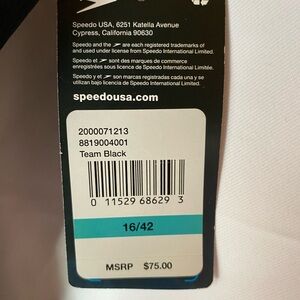 Speedo USA, 6251 Katella Avenue
Cypress, California 90630
Speedo and the are each registered trademarks of
and used under license from Speedo International Limited.
Speedo et sont des marques de commerce
enregistrées sous licence de Speedo International Limitée.
Speedo y el son marcas registradas cada una y se
utilizan bajo licencia de Speedo International Limited.
speedousa.com
2000071213
8819004001
Team Black
0 11529 68629 3
16/42
MSRP $75.00